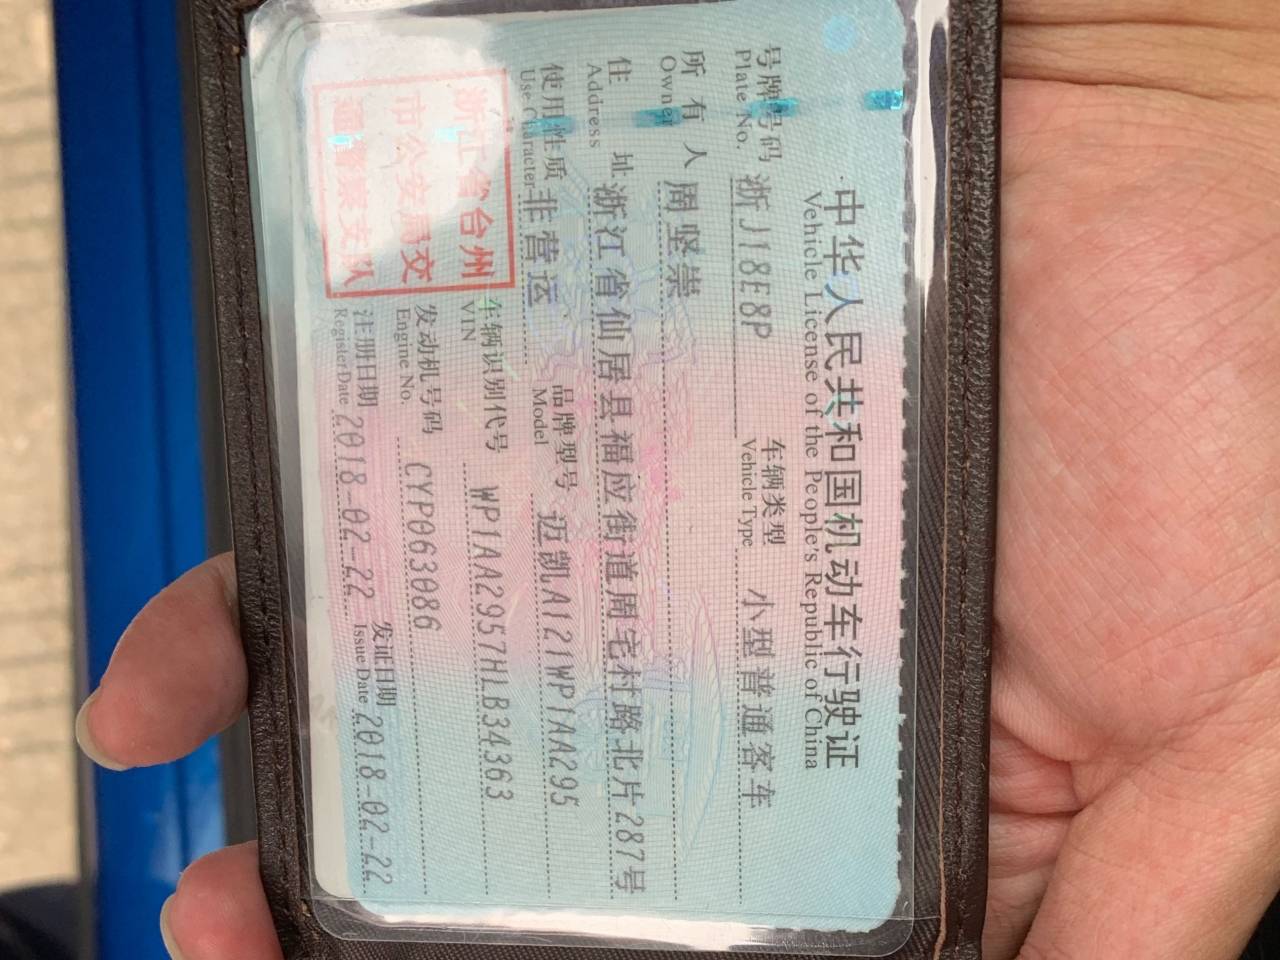 中华人民共和国机动车行驶证
Vehicle License of the People's Republic of China
号牌号码 浙J18E8P 车辆类型 小型普通客车
Plate No. Vehicle Type
所有人 周坚崇
Owner
住址 浙江省仙居县福应街道周宅村路北片287号
Address
使用性质 非营运 品牌型号 迈凯A121WP1AA295
Use Character Model
浙江省台州
市公安局交
通警察支队
车辆识别代号 WP1AA2957HLB34363
VIN
发动机号码 CYP063086
Engine No.
注册日期 2018-02-22 发证日期 2018-02-22
Register Date Issue Date